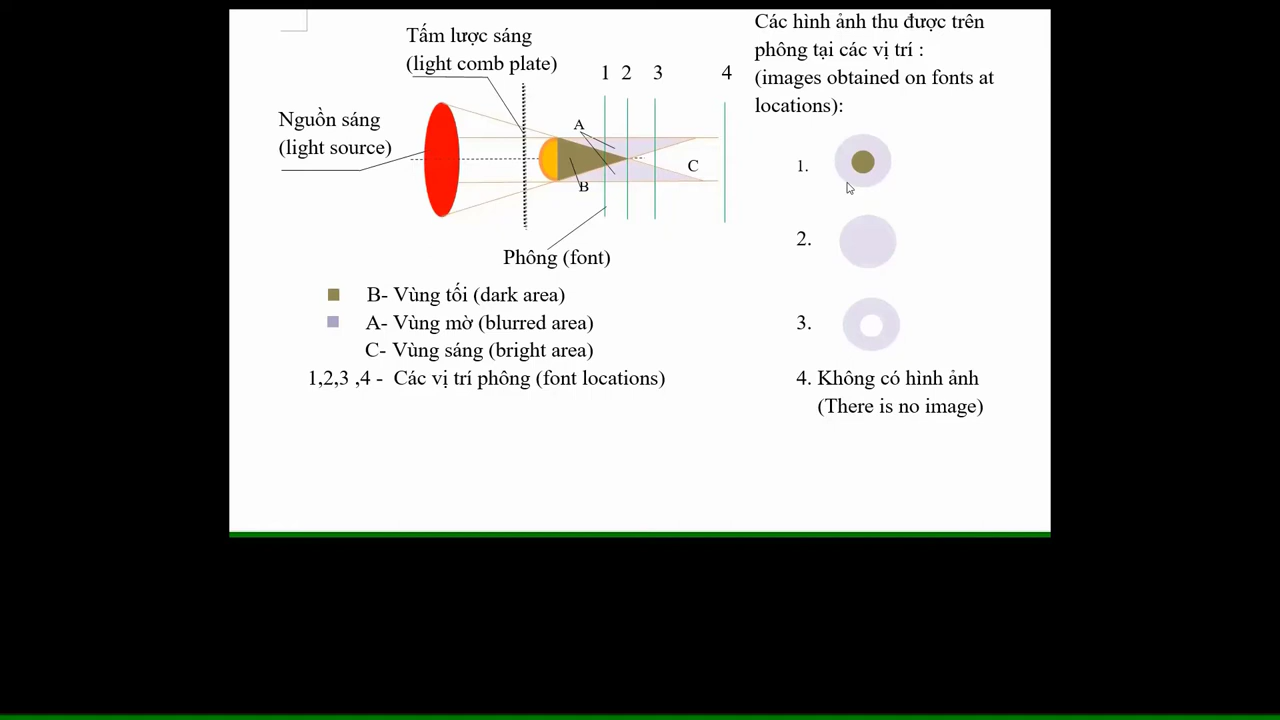 Tấm lược sáng
(light comb plate)
Nguồn sáng
(light source)
1 2 3 4
A
B
C
Phông (font)
B- Vùng tối (dark area)
A- Vùng mờ (blurred area)
C- Vùng sáng (bright area)
1,2,3 ,4 - Các vị trí phông (font locations)
Các hình ảnh thu được trên
phông tại các vị trí :
(images obtained on fonts at
locations):
1.
2.
3.
4. Không có hình ảnh
(There is no image)